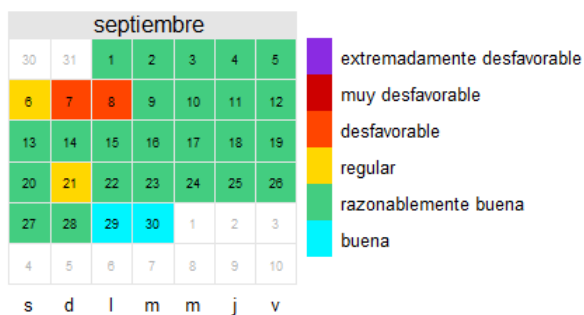 septiembre
30 31 1 2 3 4 5
6 7 8 9 10 11 12
13 14 15 16 17 18 19
20 21 22 23 24 25 26
27 28 29 30 1 2 3
4 5 6 7 8 9 10
s d l m m j v
extremadamente desfavorable
muy desfavorable
desfavorable
regular
razonablemente buena
buena